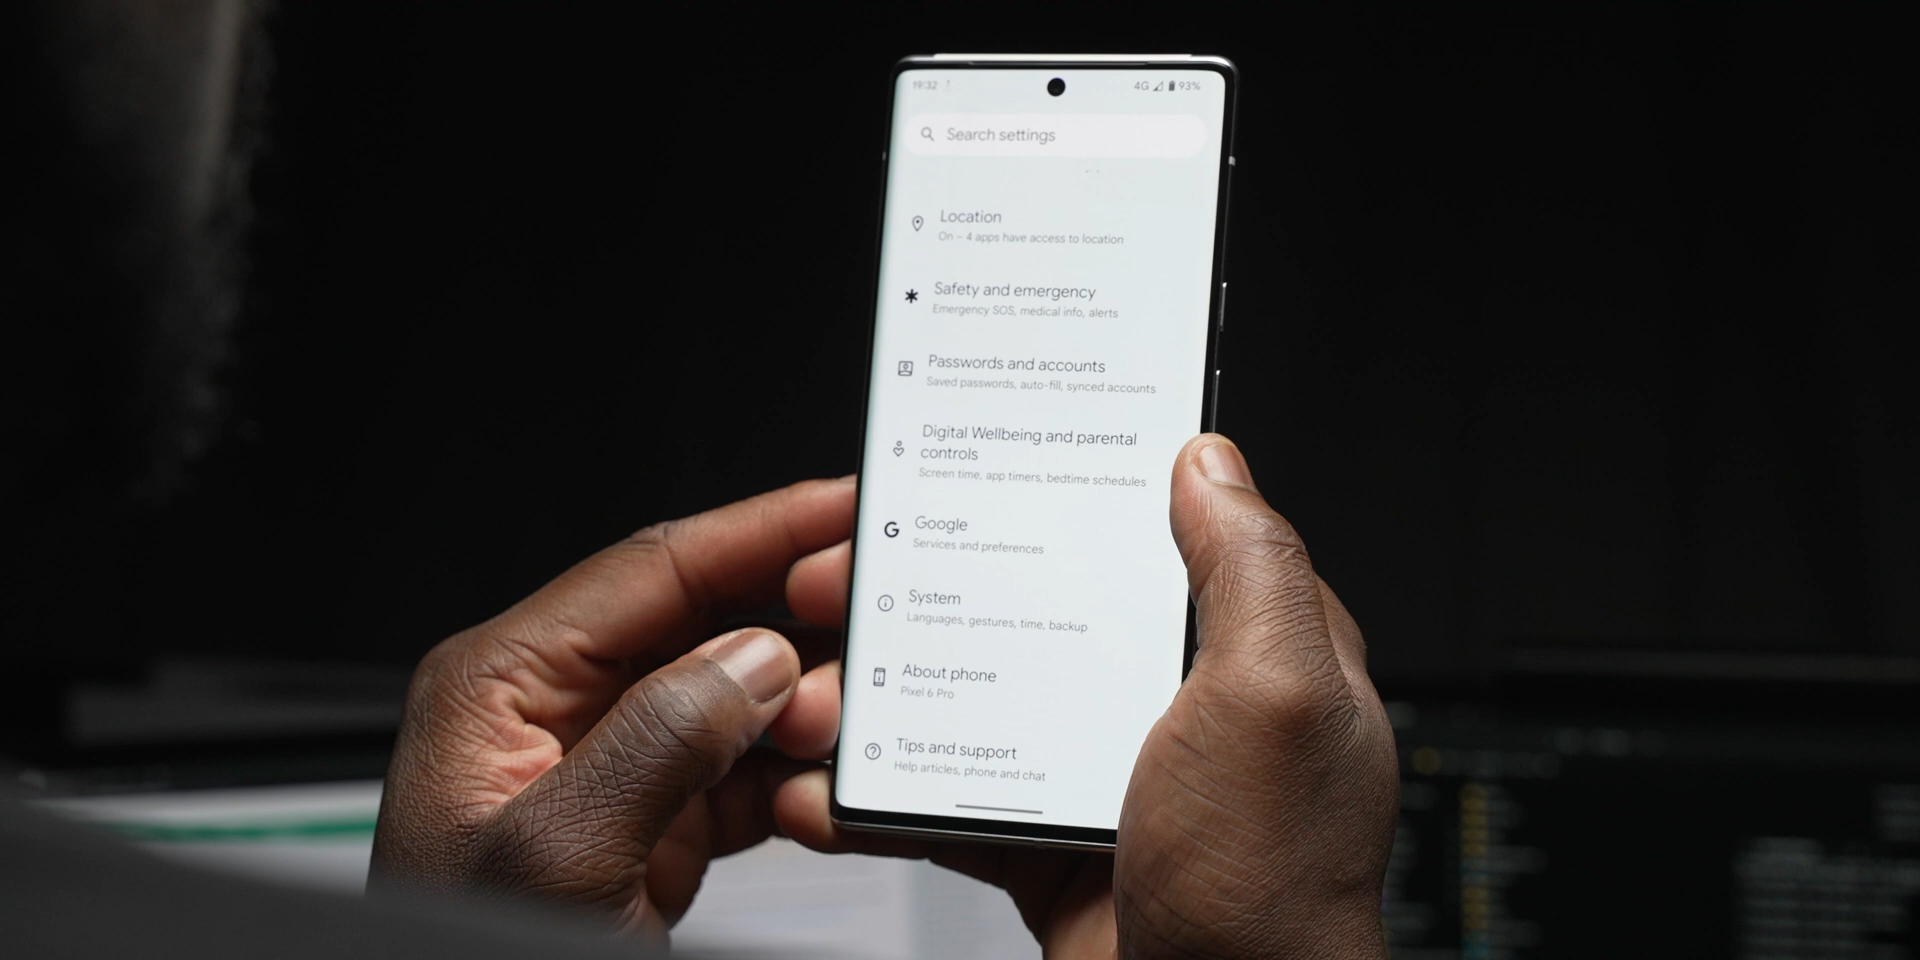 19:32
4G 93%
Search settings
Location
On – 4 apps have access to location
Safety and emergency
Emergency SOS, medical info, alerts
Passwords and accounts
Saved passwords, auto-fill, synced accounts
Digital Wellbeing and parental
controls
Screen time, app timers, bedtime schedules
Google
Services and preferences
System
Languages, gestures, time, backup
About phone
Pixel 6 Pro
Tips and support
Help articles, phone and chat